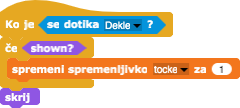 Ko je se dotika Dekle ?
če shown?
spremeni spremenljivko tocke za 1
skrij